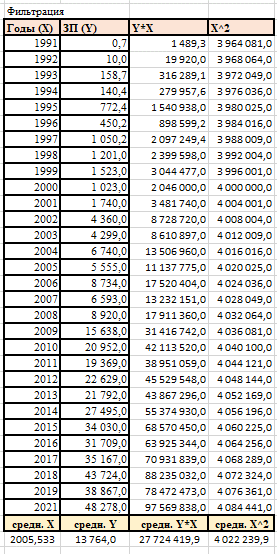 Фильтрация
Годы (X) ЗП (Y) Y*X X^2
1991 0,7 1 489,3 3 964 081,0
1992 10,0 19 920,0 3 968 064,0
1993 158,7 316 289,1 3 972 049,0
1994 140,4 279 957,6 3 976 036,0
1995 772,4 1 540 938,0 3 980 025,0
1996 450,2 898 599,2 3 984 016,0
1997 1 050,2 2 097 249,4 3 988 009,0
1998 1 201,0 2 399 598,0 3 992 004,0
1999 1 523,0 3 044 477,0 3 996 001,0
2000 1 023,0 2 046 000,0 4 000 000,0
2001 1 740,0 3 481 740,0 4 004 001,0
2002 4 360,0 8 728 720,0 4 008 004,0
2003 4 299,0 8 610 897,0 4 012 009,0
2004 6 740,0 13 506 960,0 4 016 016,0
2005 5 555,0 11 137 775,0 4 020 025,0
2006 8 734,0 17 520 404,0 4 024 036,0
2007 6 593,0 13 232 151,0 4 028 049,0
2008 8 920,0 17 911 360,0 4 032 064,0
2009 15 638,0 31 416 742,0 4 036 081,0
2010 20 952,0 42 113 520,0 4 040 100,0
2011 19 369,0 38 951 059,0 4 044 121,0
2012 22 629,0 45 529 548,0 4 048 144,0
2013 21 792,0 43 867 296,0 4 052 169,0
2014 27 495,0 55 374 930,0 4 056 196,0
2015 34 030,0 68 570 450,0 4 060 225,0
2016 31 709,0 63 925 344,0 4 064 256,0
2017 35 167,0 70 931 839,0 4 068 289,0
2018 43 724,0 88 235 032,0 4 072 324,0
2019 38 867,0 78 472 473,0 4 076 361,0
2021 48 278,0 97 569 838,0 4 084 441,0
средн. X средн. Y средн. Y*X средн. X^2
2005,533 13 764,0 27 724 419,9 4 022 239,9